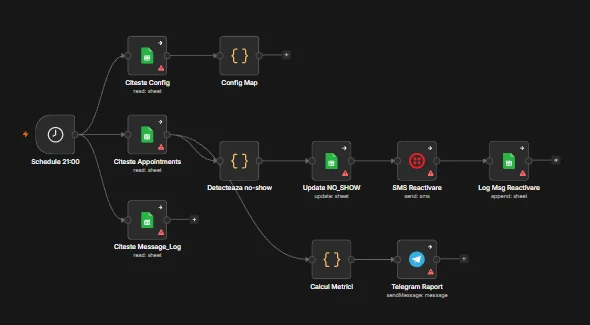 Citeste Config
read: sheet
{ }
Config Map
Schedule 21:00
Citeste Appointments
read: sheet
{ }
Detecteaza no-show
Update NO_SHOW
update: sheet
SMS Reactivare
send: sms
Log Msg Reactivare
append: sheet
Citeste Message_Log
read: sheet
{ }
Calcul Metrici
Telegram Raport
sendMessage: message